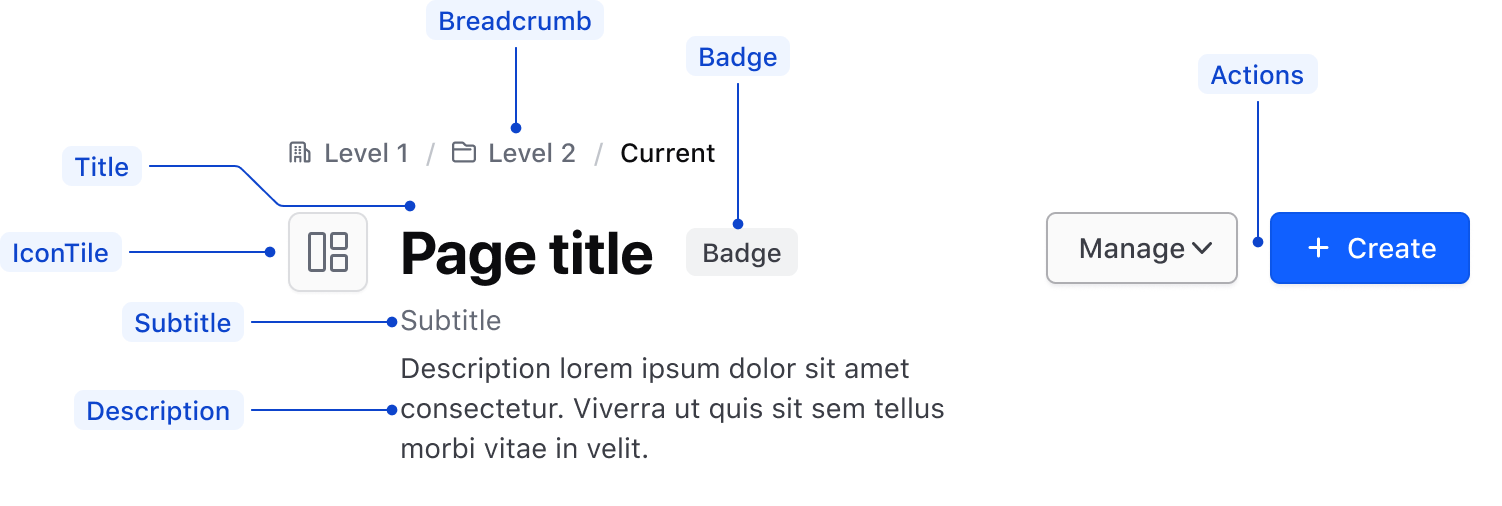 Breadcrumb
Badge
Actions
Level 1 / Level 2 / Current
Title
IconTile
Page title
Badge
Manage
+ Create
Subtitle
Subtitle
Description lorem ipsum dolor sit amet
Description
consectetur. Viverra ut quis sit sem tellus
morbi vitae in velit.